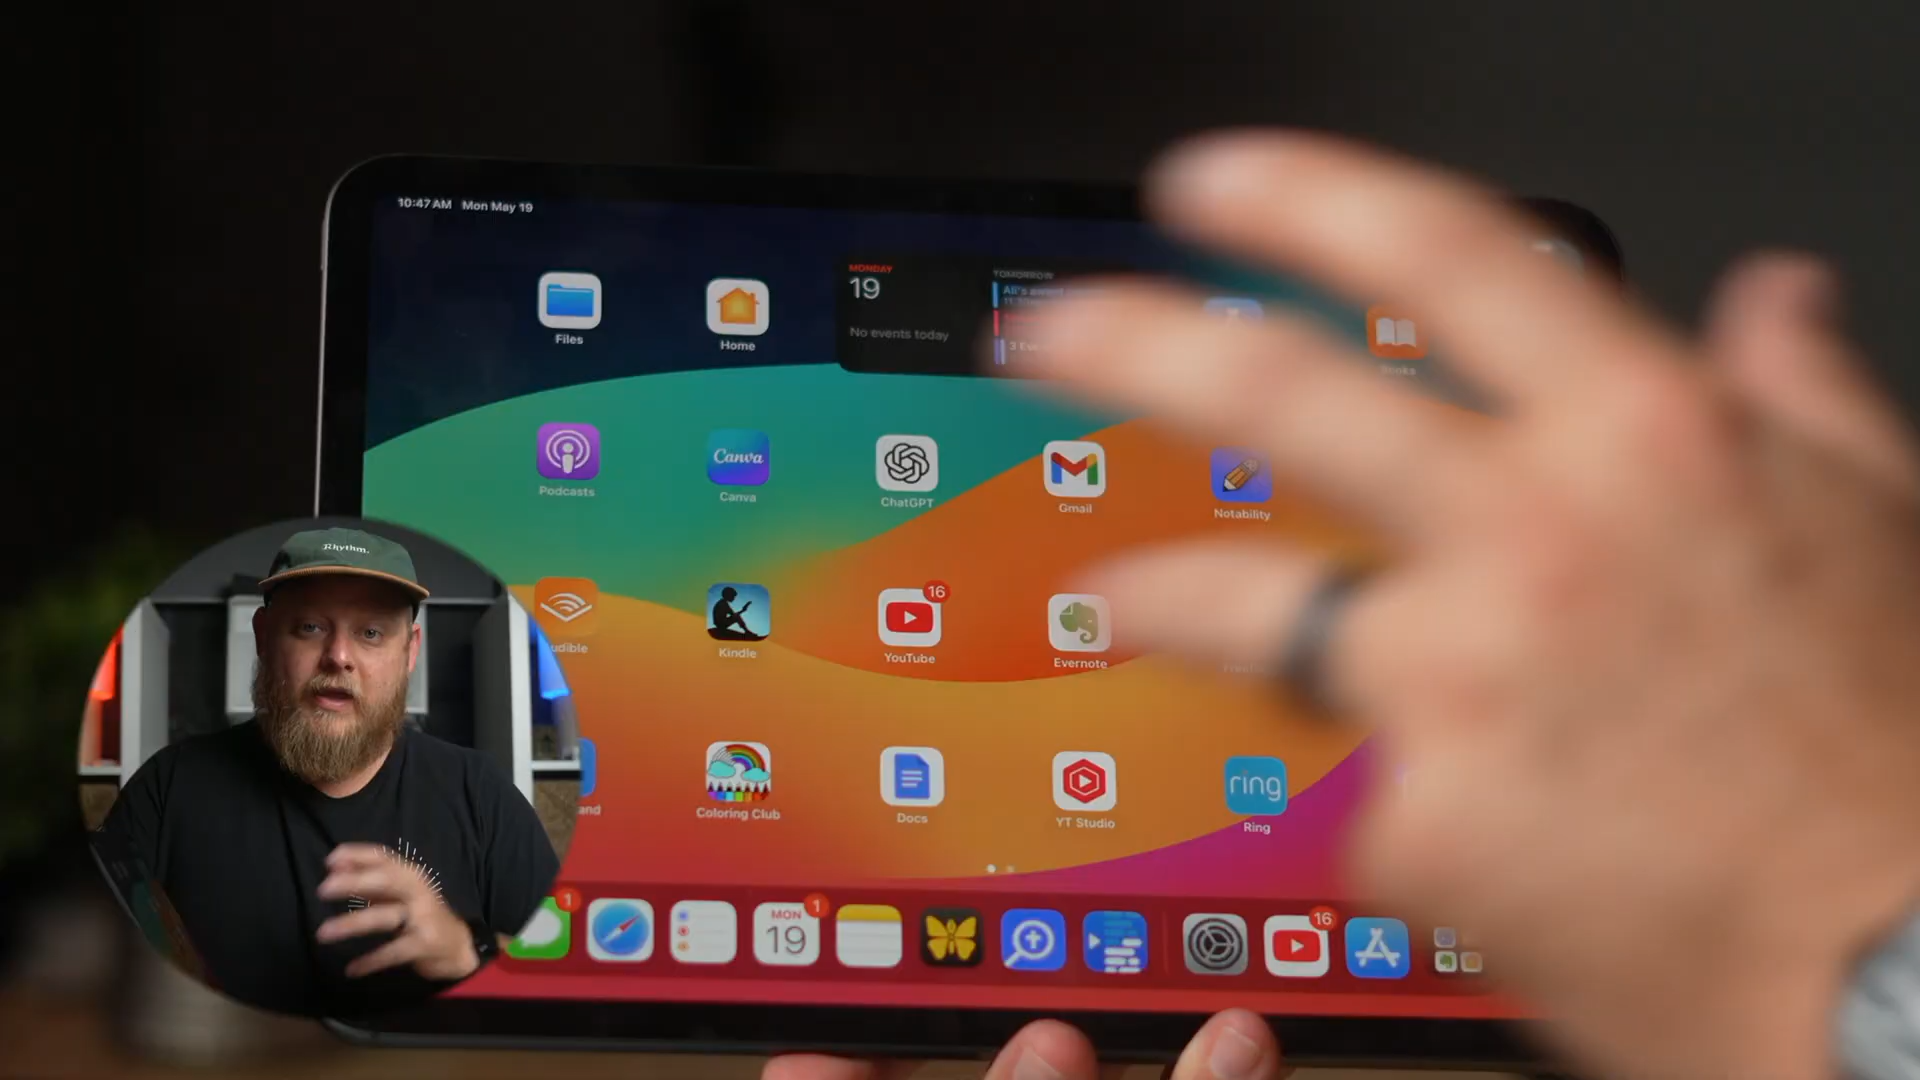 10:47 AM Mon May 19
MONDAY
19
No events today
TOMORROW
Files
Home
Books
Podcasts
Canva
Canva
ChatGPT
Gmail
Notability
16
Kindle
YouTube
Evernote
Rhythm.
Coloring Club
Docs
YT Studio
ring
Ring
1
MON
19
1
16